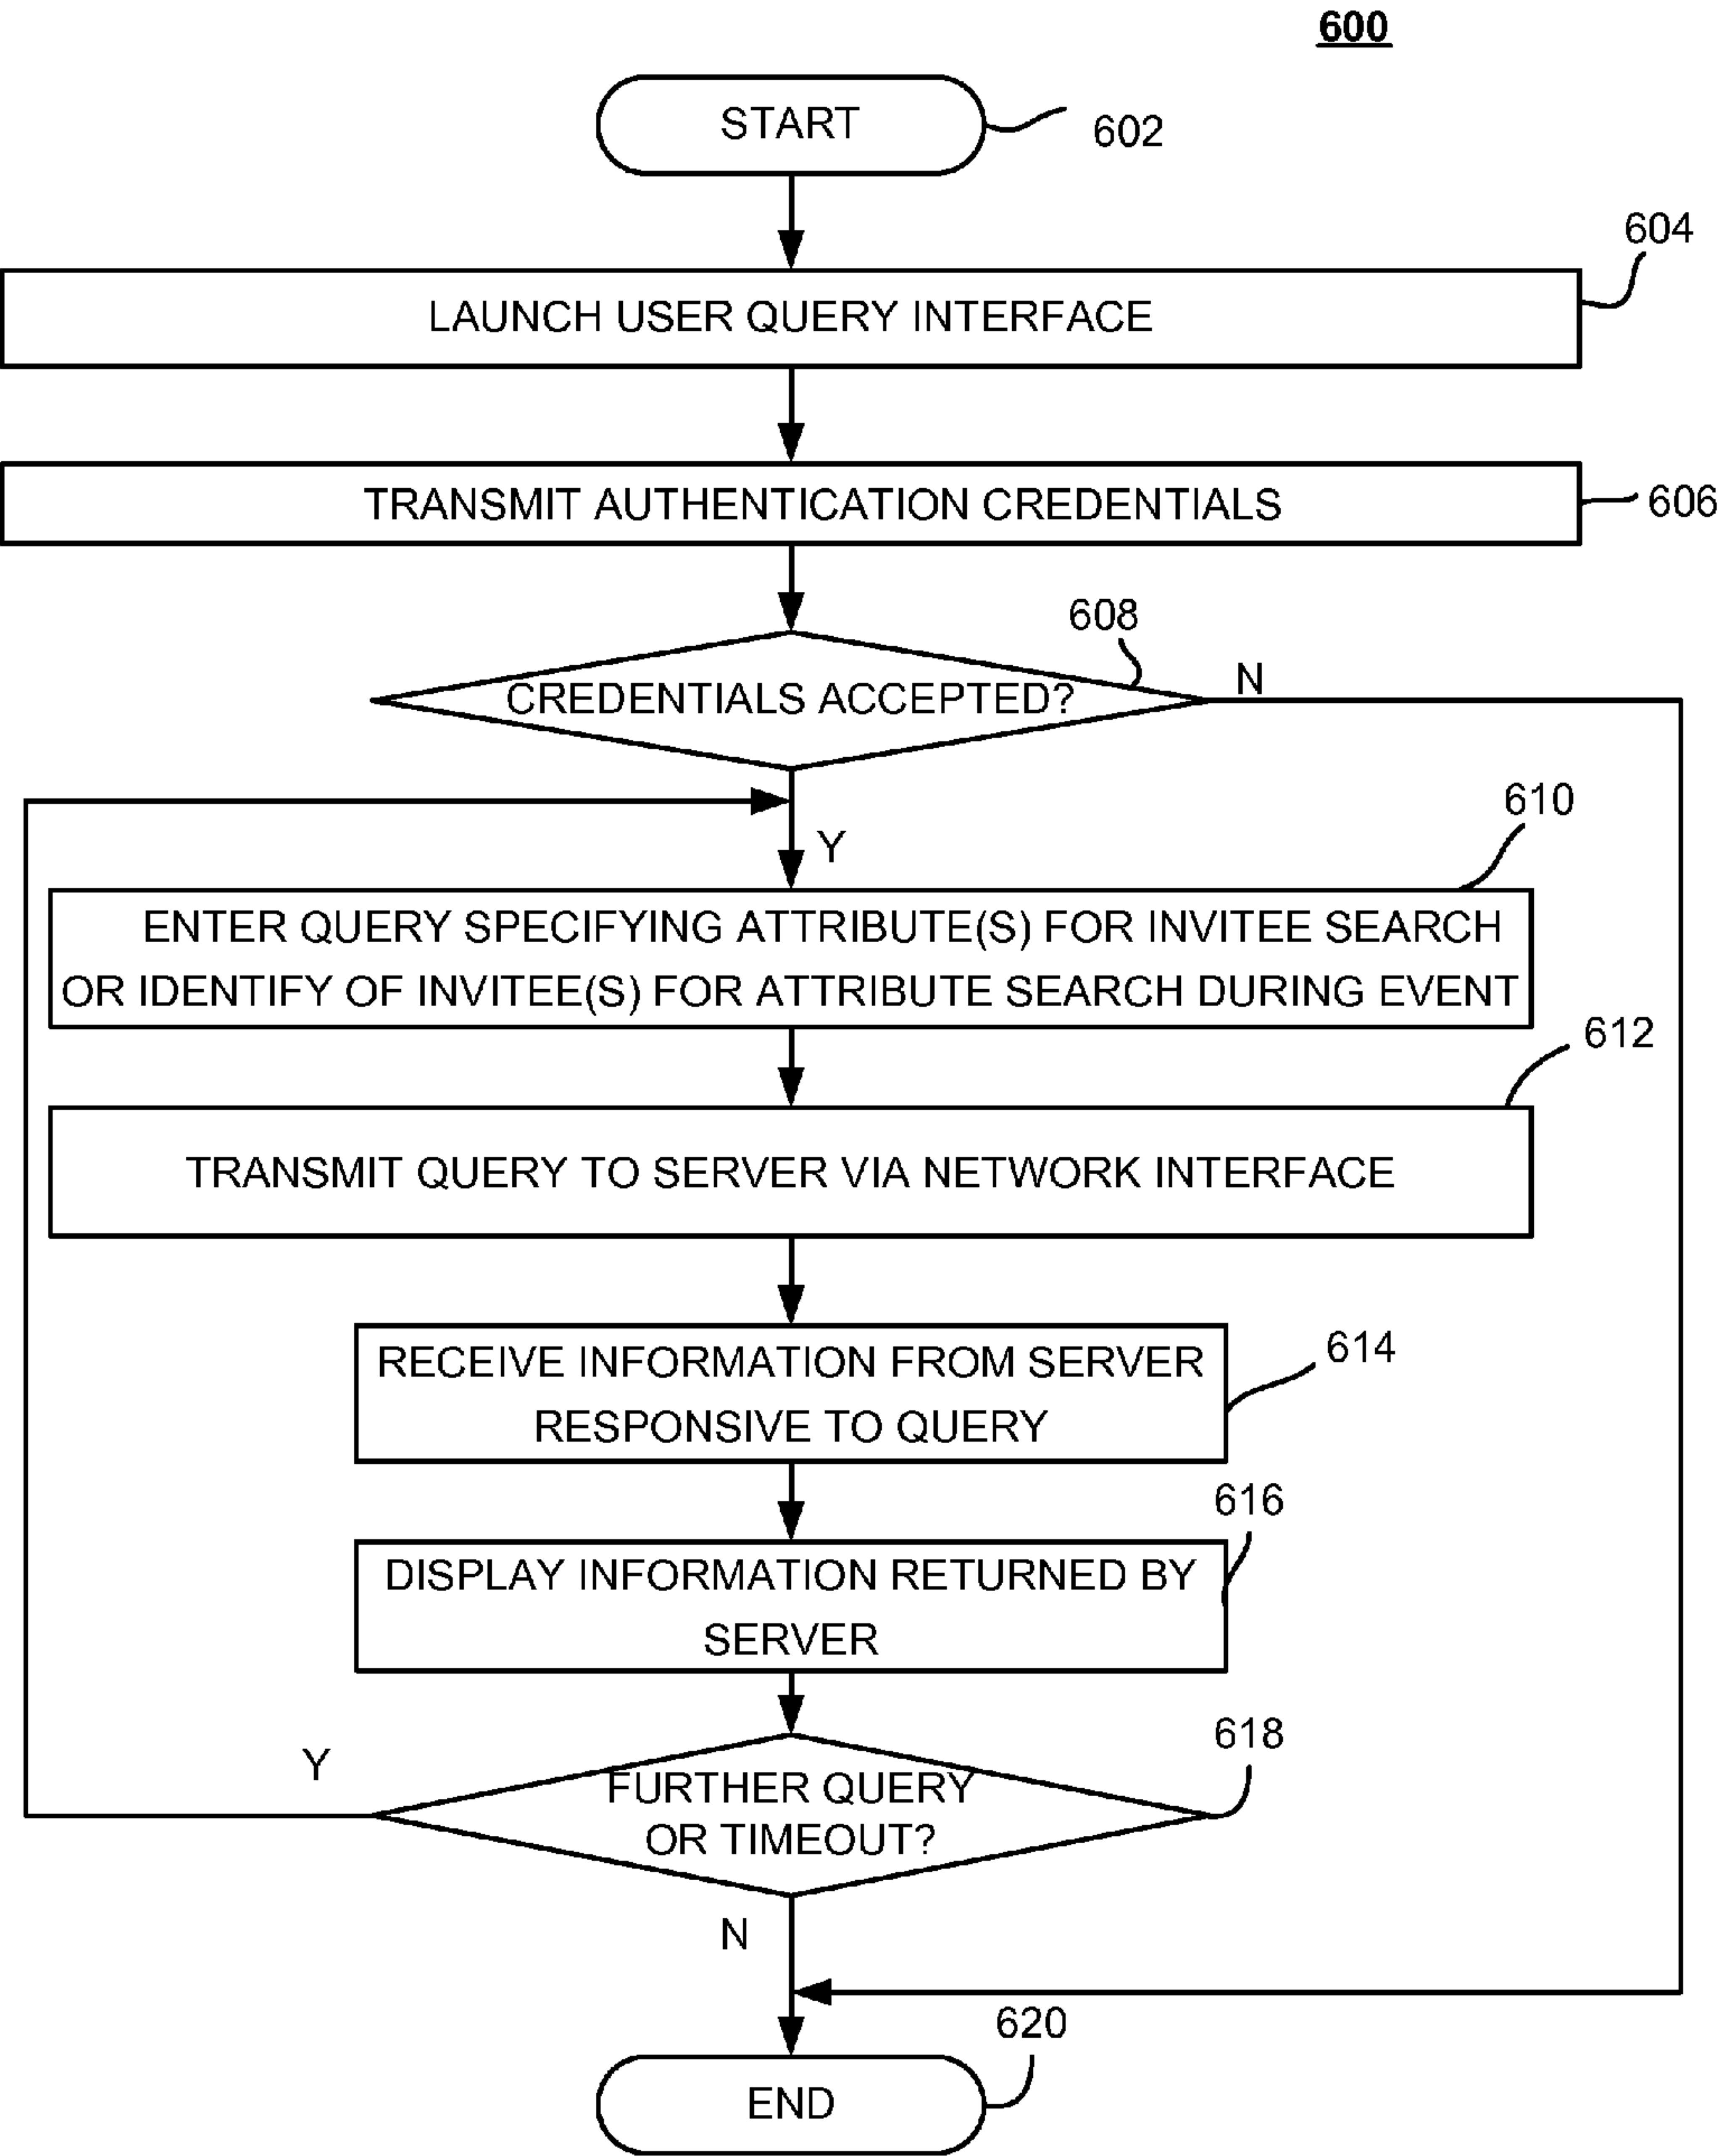 600
START
602
604
LAUNCH USER QUERY INTERFACE
TRANSMIT AUTHENTICATION CREDENTIALS
606
608
CREDENTIALS ACCEPTED?
N
610
Y
ENTER QUERY SPECIFYING ATTRIBUTE(S) FOR INVITEE SEARCH
OR IDENTIFY OF INVITEE(S) FOR ATTRIBUTE SEARCH DURING EVENT
612
TRANSMIT QUERY TO SERVER VIA NETWORK INTERFACE
614
RECEIVE INFORMATION FROM SERVER
RESPONSIVE TO QUERY
616
DISPLAY INFORMATION RETURNED BY
SERVER
618
Y
FURTHER QUERY
OR TIMEOUT?
N
620
END